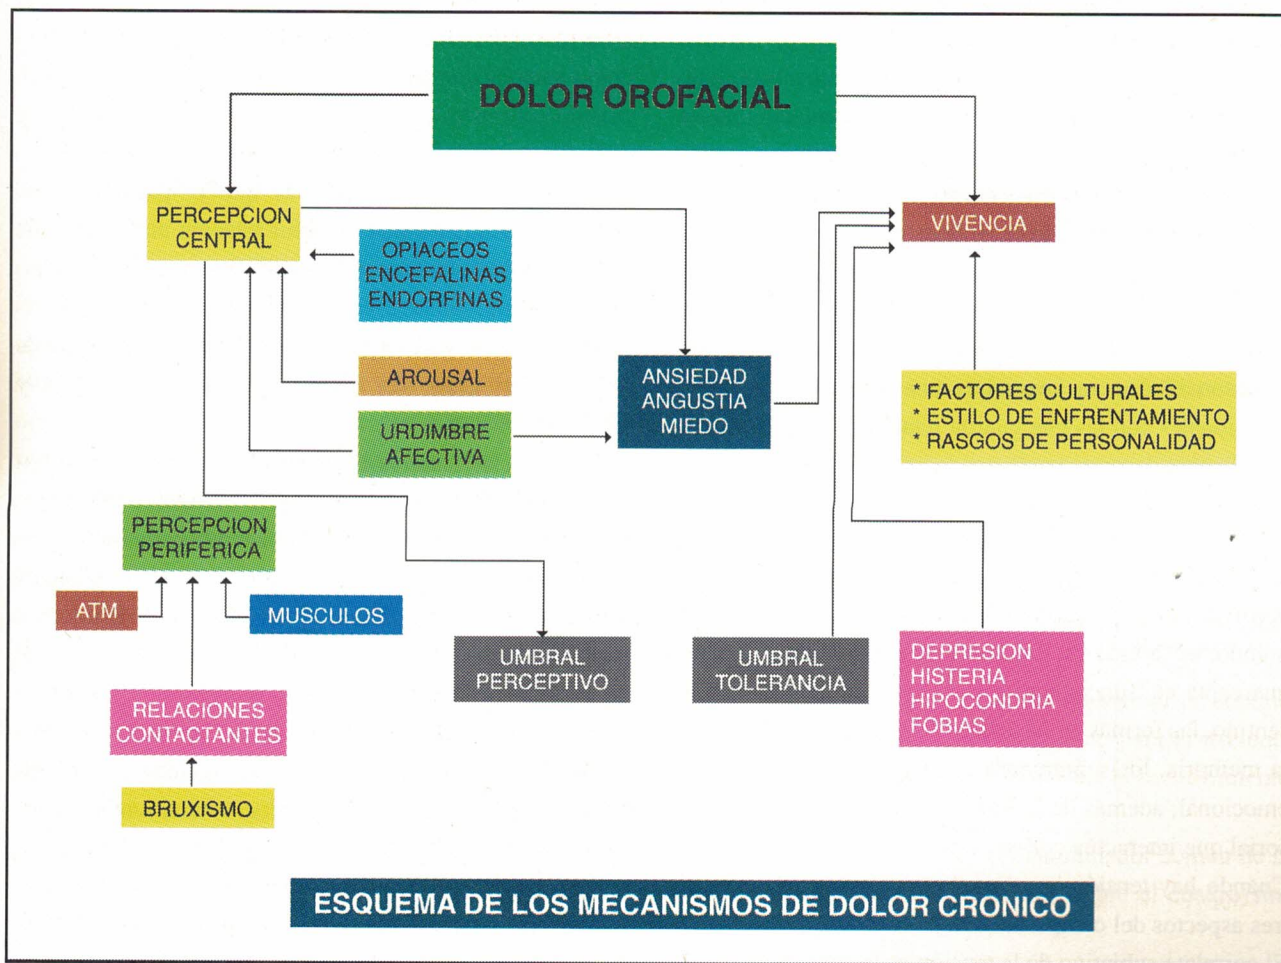 DOLOR OROFACIAL
PERCEPCION
CENTRAL
OPIACEOS
ENCEFALINAS
ENDORFINAS
VIVENCIA
AROUSAL
URDIMBRE
AFECTIVA
ANSIEDAD
ANGUSTIA
MIEDO
* FACTORES CULTURALES
* ESTILO DE ENFRENTAMIENTO
* RASGOS DE PERSONALIDAD
PERCEPCION
PERIFERICA
ATM
MUSCULOS
RELACIONES
CONTACTANTES
BRUXISMO
UMBRAL
PERCEPTIVO
UMBRAL
TOLERANCIA
DEPRESION
HISTERIA
HIPOCONDRIA
FOBIAS
ESQUEMA DE LOS MECANISMOS DE DOLOR CRONICO